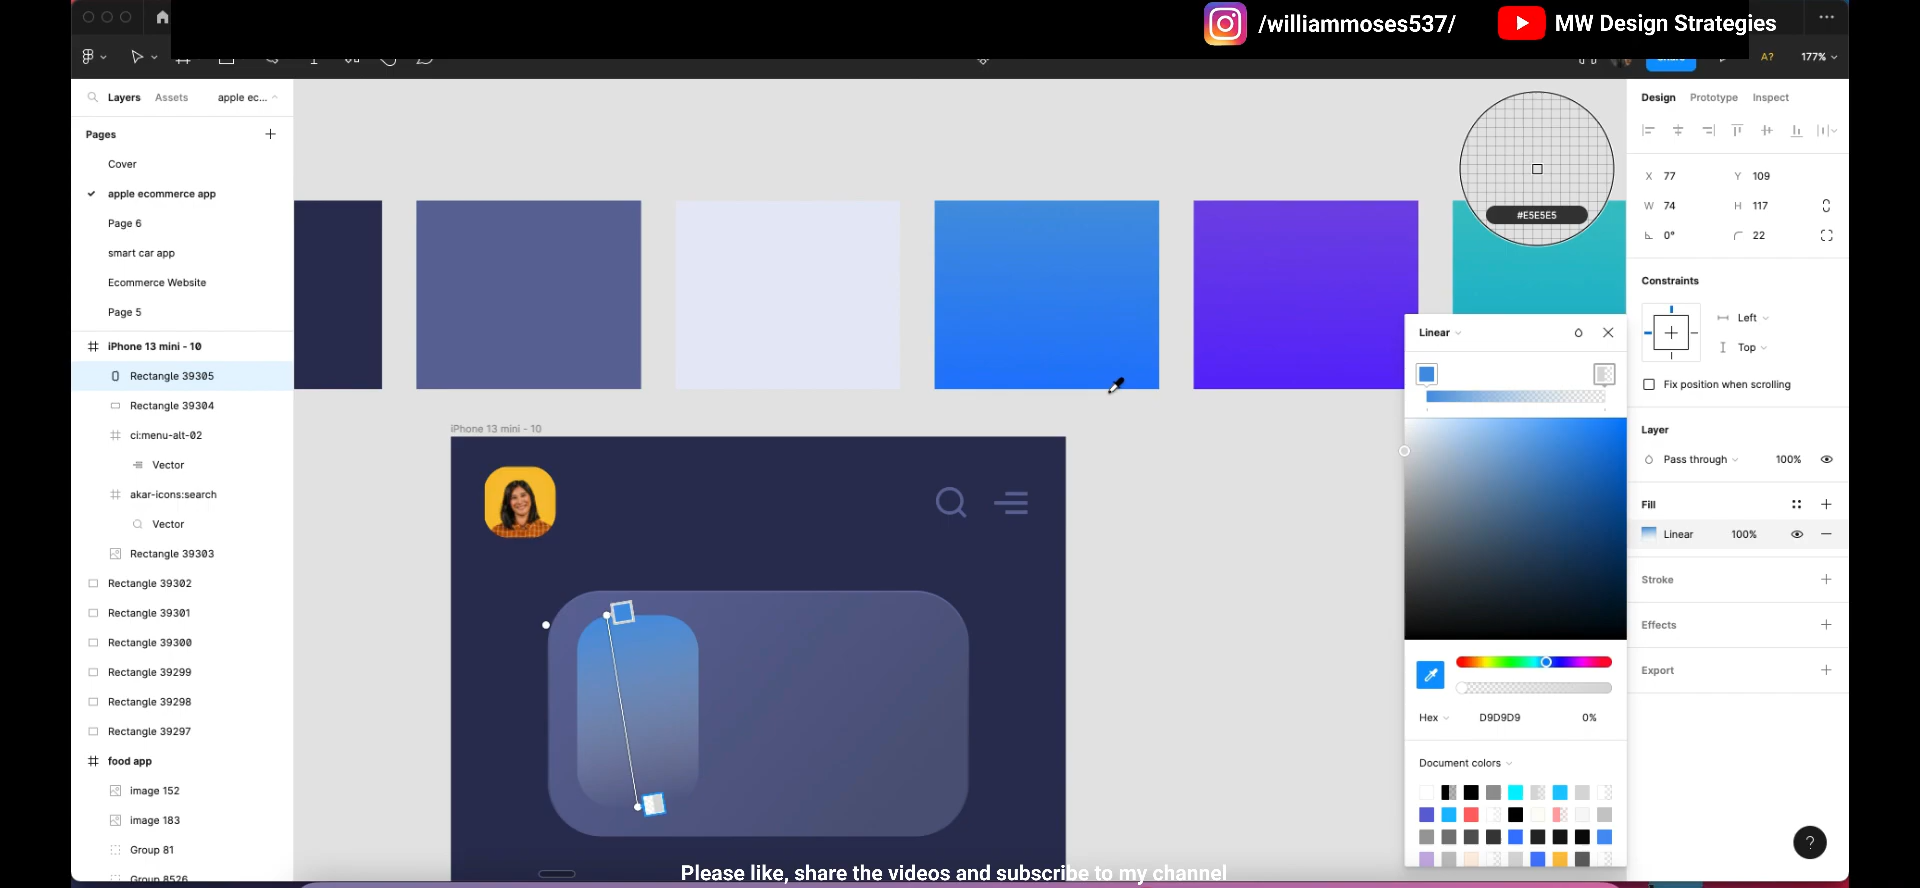 /williammoses537/ MW Design Strategies
A? 177%
Layers Assets apple ec...
Pages
Cover
apple ecommerce app
Page 6
smart car app
Ecommerce Website
Page 5
iPhone 13 mini - 10
Rectangle 39305
Rectangle 39304
ci:menu-alt-02
Vector
akar-icons:search
Vector
Rectangle 39303
Rectangle 39302
Rectangle 39301
Rectangle 39300
Rectangle 39299
Rectangle 39298
Rectangle 39297
food app
image 152
image 183
Group 81
Group 8526
#E5E5E5
iPhone 13 mini - 10
Linear
Hex D9D9D9 0%
Document colors
Design Prototype Inspect
X 77 Y 109
W 74 H 117
0° 22
Constraints
Left
Top
Fix position when scrolling
Layer
Pass through 100%
Fill
Linear 100%
Stroke
Effects
Export
?
Please like, share the videos and subscribe to my channel